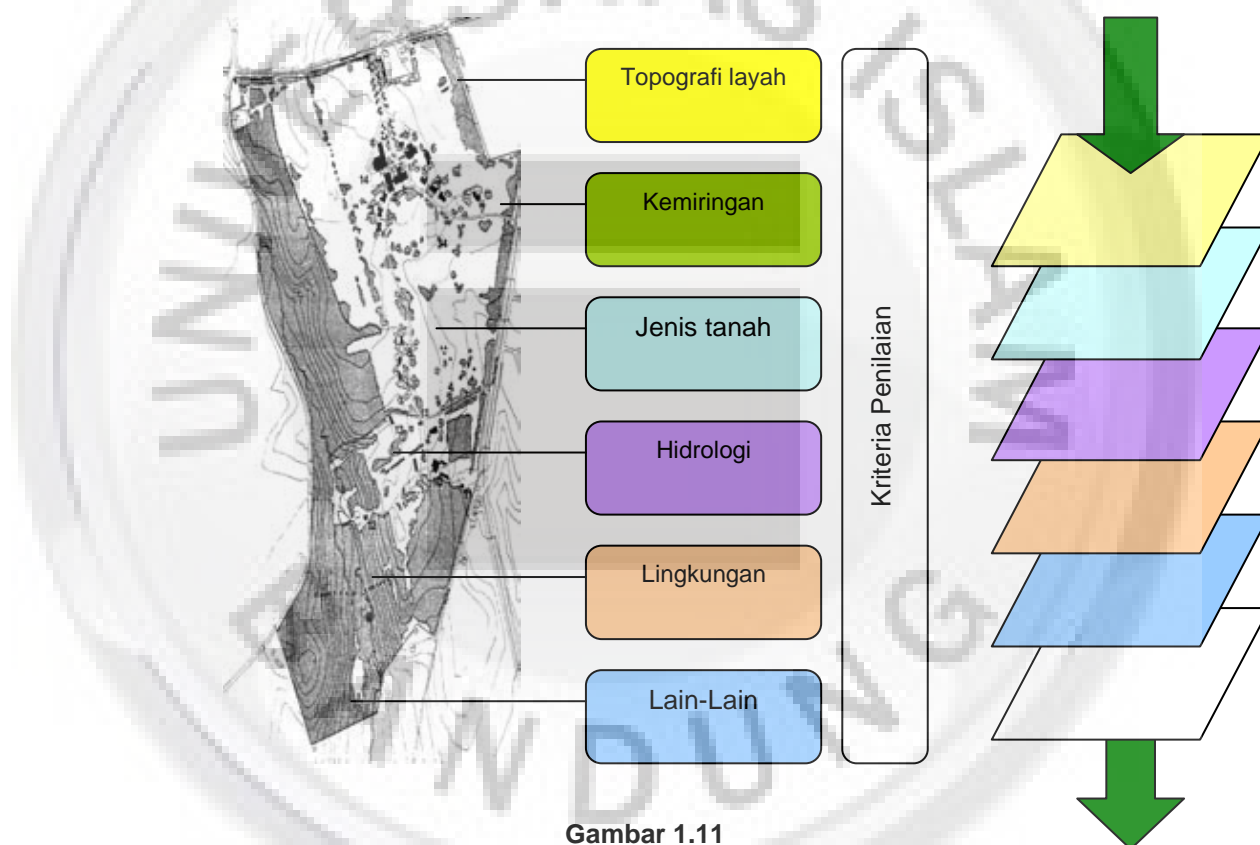 Topografi layah
Kemiringan
Jenis tanah
Hidrologi
Lingkungan
Lain-Lain
Kriteria Penilaian
Gambar 1.11